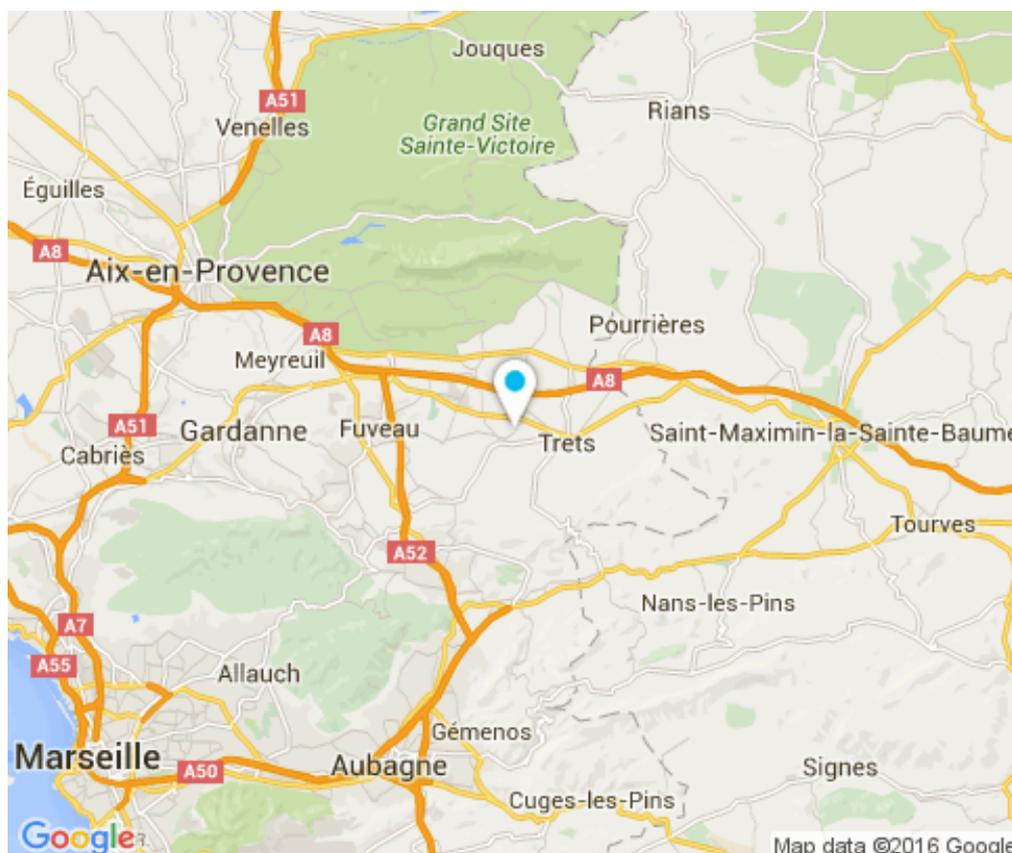 Jouques
A51
Rians
Venelles
Grand Site
Sainte-Victoire
Éguilles
A8
Aix-en-Provence
Pourrières
A8
Meyreuil
A8
A51
Gardanne
Fuveau
Trets
Saint-Maximin-la-Sainte-Baume
Cabriès
Tourves
A52
Nans-les-Pins
A7
A55
Allauch
Gémenos
Marseille
A50
Aubagne
Signes
Cuges-les-Pins
Google
Map data ©2016 Google